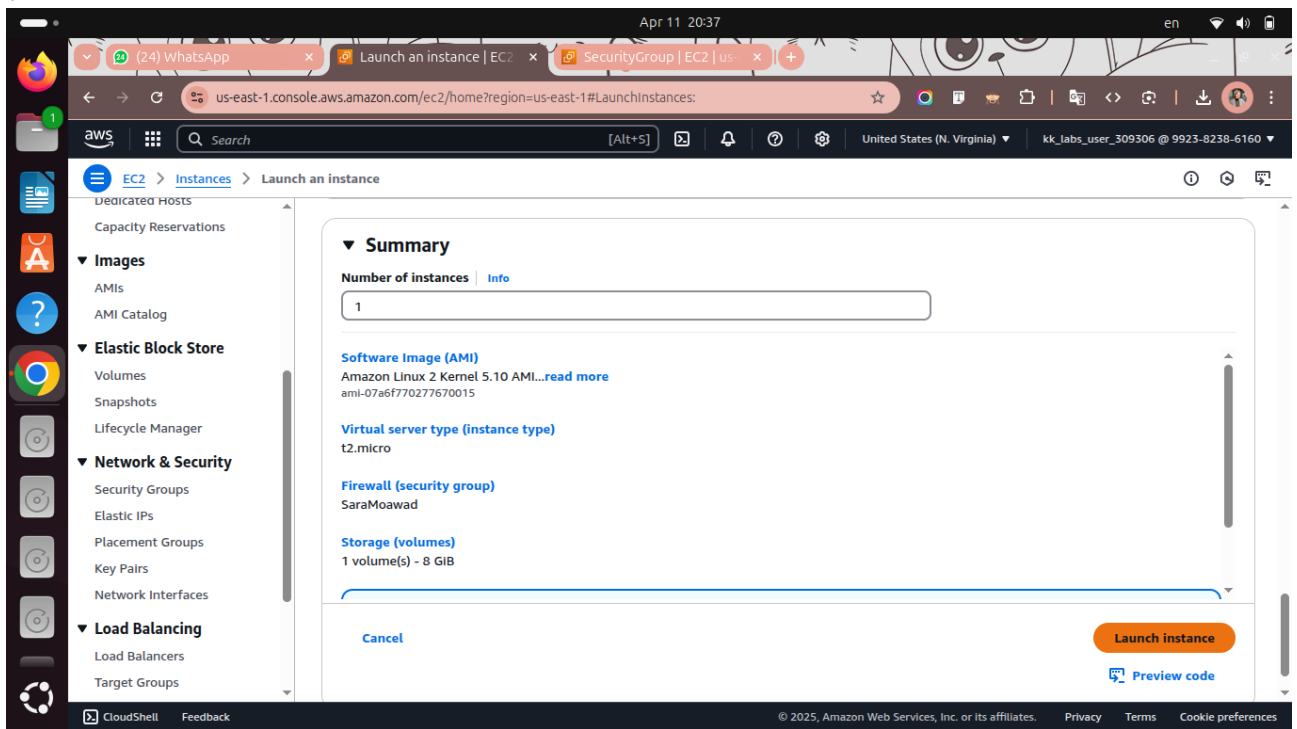 Apr 11 20:37
en
(24) WhatsApp
Launch an instance | EC2
SecurityGroup | EC2 | us-
us-east-1.console.aws.amazon.com/ec2/home?region=us-east-1#LaunchInstances:
1
aws
Search
[Alt+S]
United States (N. Virginia)
kk_labs_user_309306 @ 9923-8238-6160
EC2 > Instances > Launch an instance
Dedicated Hosts
Capacity Reservations
Images
AMIs
AMI Catalog
Elastic Block Store
Volumes
Snapshots
Lifecycle Manager
Network & Security
Security Groups
Elastic IPs
Placement Groups
Key Pairs
Network Interfaces
Load Balancing
Load Balancers
Target Groups
Summary
Number of instances
Info
1
Software Image (AMI)
Amazon Linux 2 Kernel 5.10 AMI...read more
ami-07a6f770277670015
Virtual server type (instance type)
t2.micro
Firewall (security group)
SaraMoawad
Storage (volumes)
1 volume(s) - 8 GiB
Cancel
Launch instance
Preview code
CloudShell
Feedback
© 2025, Amazon Web Services, Inc. or its affiliates.
Privacy
Terms
Cookie preferences